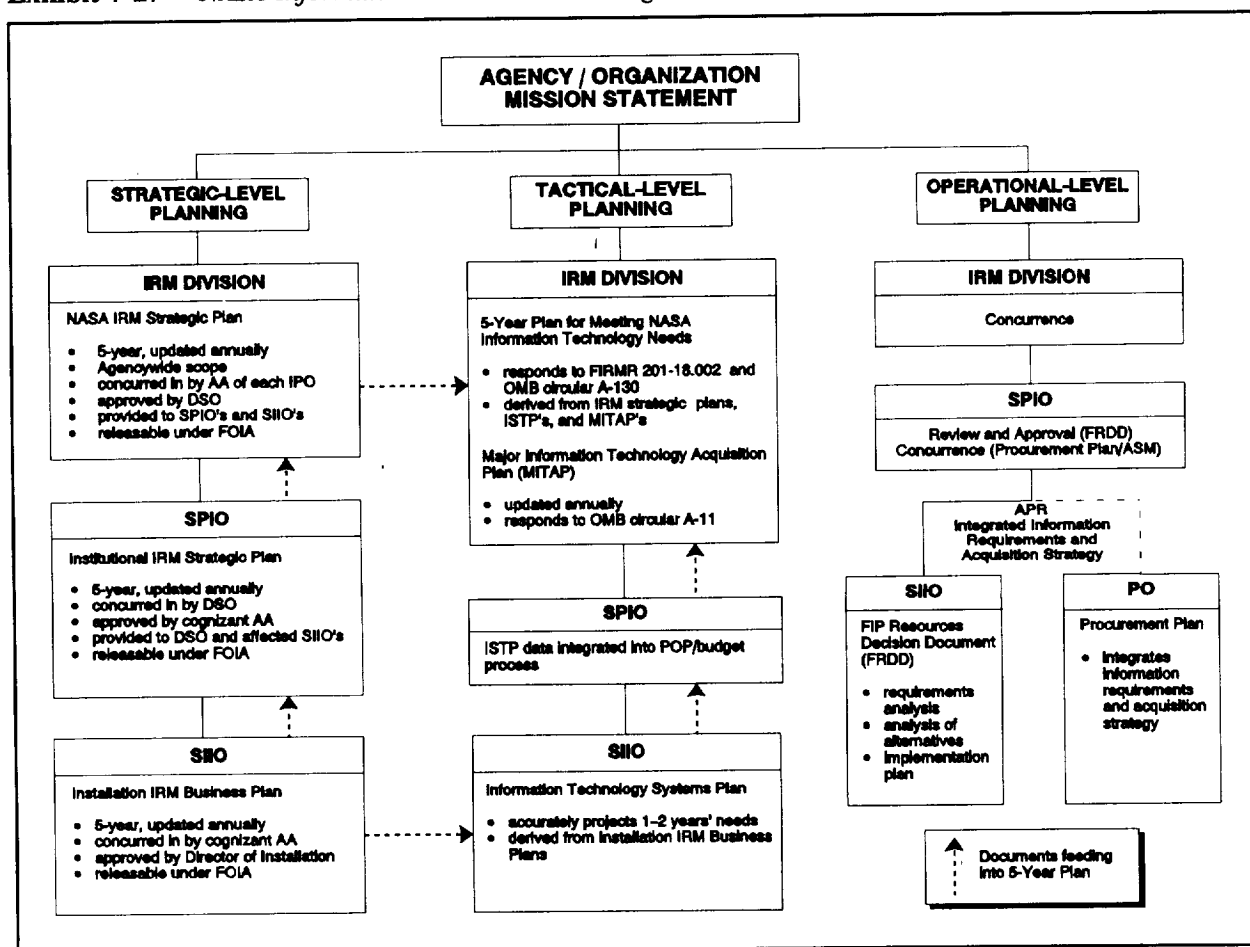 AGENCY / ORGANIZATION
MISSION STATEMENT
STRATEGIC-LEVEL
PLANNING
IRM DIVISION
NASA IRM Strategic Plan
• 5-year, updated annually
• Agencywide scope
• concurred in by AA of each IPO
• approved by DSO
• provided to SPIO's and SIIO's
• releasable under FOIA
SPIO
Institutional IRM Strategic Plan
• 5-year, updated annually
• concurred in by DSO
• approved by cognizant AA
• provided to DSO and affected SIIO's
• releasable under FOIA
SIIO
Installation IRM Business Plan
• 5-year, updated annually
• concurred in by cognizant AA
• approved by Director of Installation
• releasable under FOIA
TACTICAL-LEVEL
PLANNING
IRM DIVISION
5-Year Plan for Meeting NASA
Information Technology Needs
• responds to FIRMR 201-18.002 and
OMB circular A-130
• derived from IRM strategic plans,
ISTP's, and MITAP's
Major Information Technology Acquisition
Plan (MITAP)
• updated annually
• responds to OMB circular A-11
SPIO
ISTP data integrated into POP/budget
process
SIIO
Information Technology Systems Plan
• accurately projects 1-2 years' needs
• derived from Installation IRM Business
Plans
OPERATIONAL-LEVEL
PLANNING
IRM DIVISION
Concurrence
SPIO
Review and Approval (FRDD)
Concurrence (Procurement Plan/ASM)
APR
Integrated Information
Requirements and
Acquisition Strategy
SIIO
FIP Resources
Decision Document
(FRDD)
• requirements
analysis
• analysis of
alternatives
• implementation
plan
PO
Procurement Plan
• integrates
information
requirements
and acquisition
strategy
Documents feeding
into 5-Year Plan